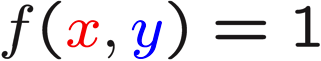 f(x, y) = 1